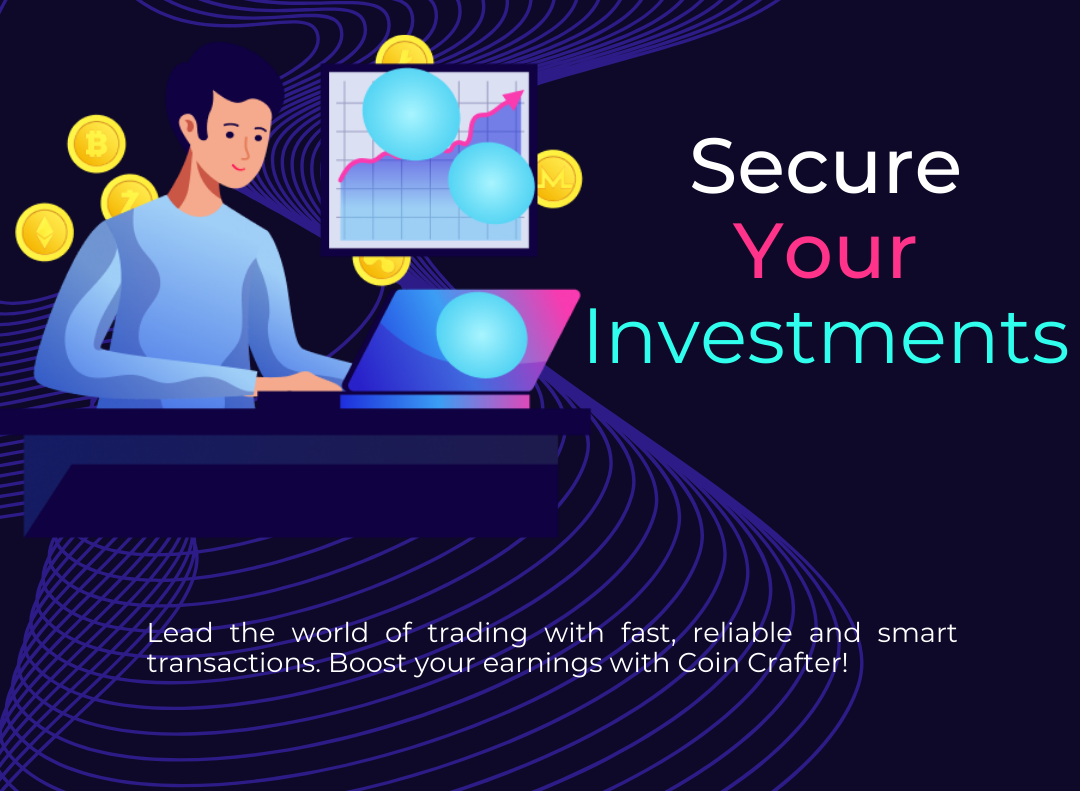 Secure
Your
Investments
Lead the world of trading with fast, reliable and smart
transactions. Boost your earnings with Coin Crafter!